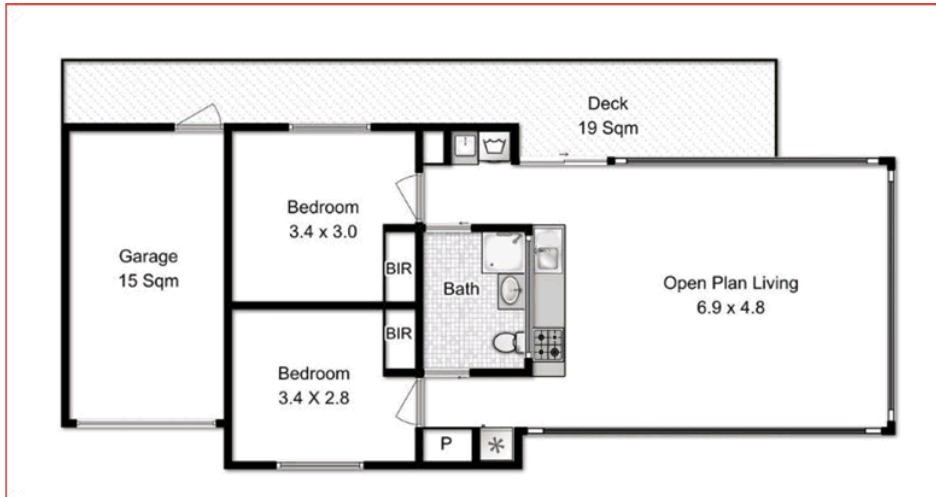 Deck
19 Sqm
Bedroom
3.4 x 3.0
Garage
15 Sqm
BIR
Bath
Open Plan Living
6.9 x 4.8
BIR
Bedroom
3.4 X 2.8
P